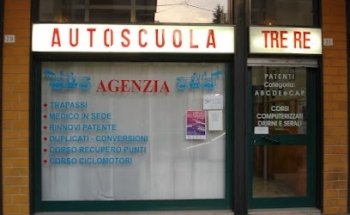 AUTOSCUOLA TRE RE
AGENZIA
• TRAPASSI
• MEDICO IN SEDE
• RINNOVI PATENTE
• DUPLICATI - CONVERSIONI
• CORSO RECUPERO PUNTI
• CORSO CICLOMOTORI
PATENTI
Categoria:
A B C D E e CAP
CORSI
COMPUTERIZZATI
DIURNI E SERALI